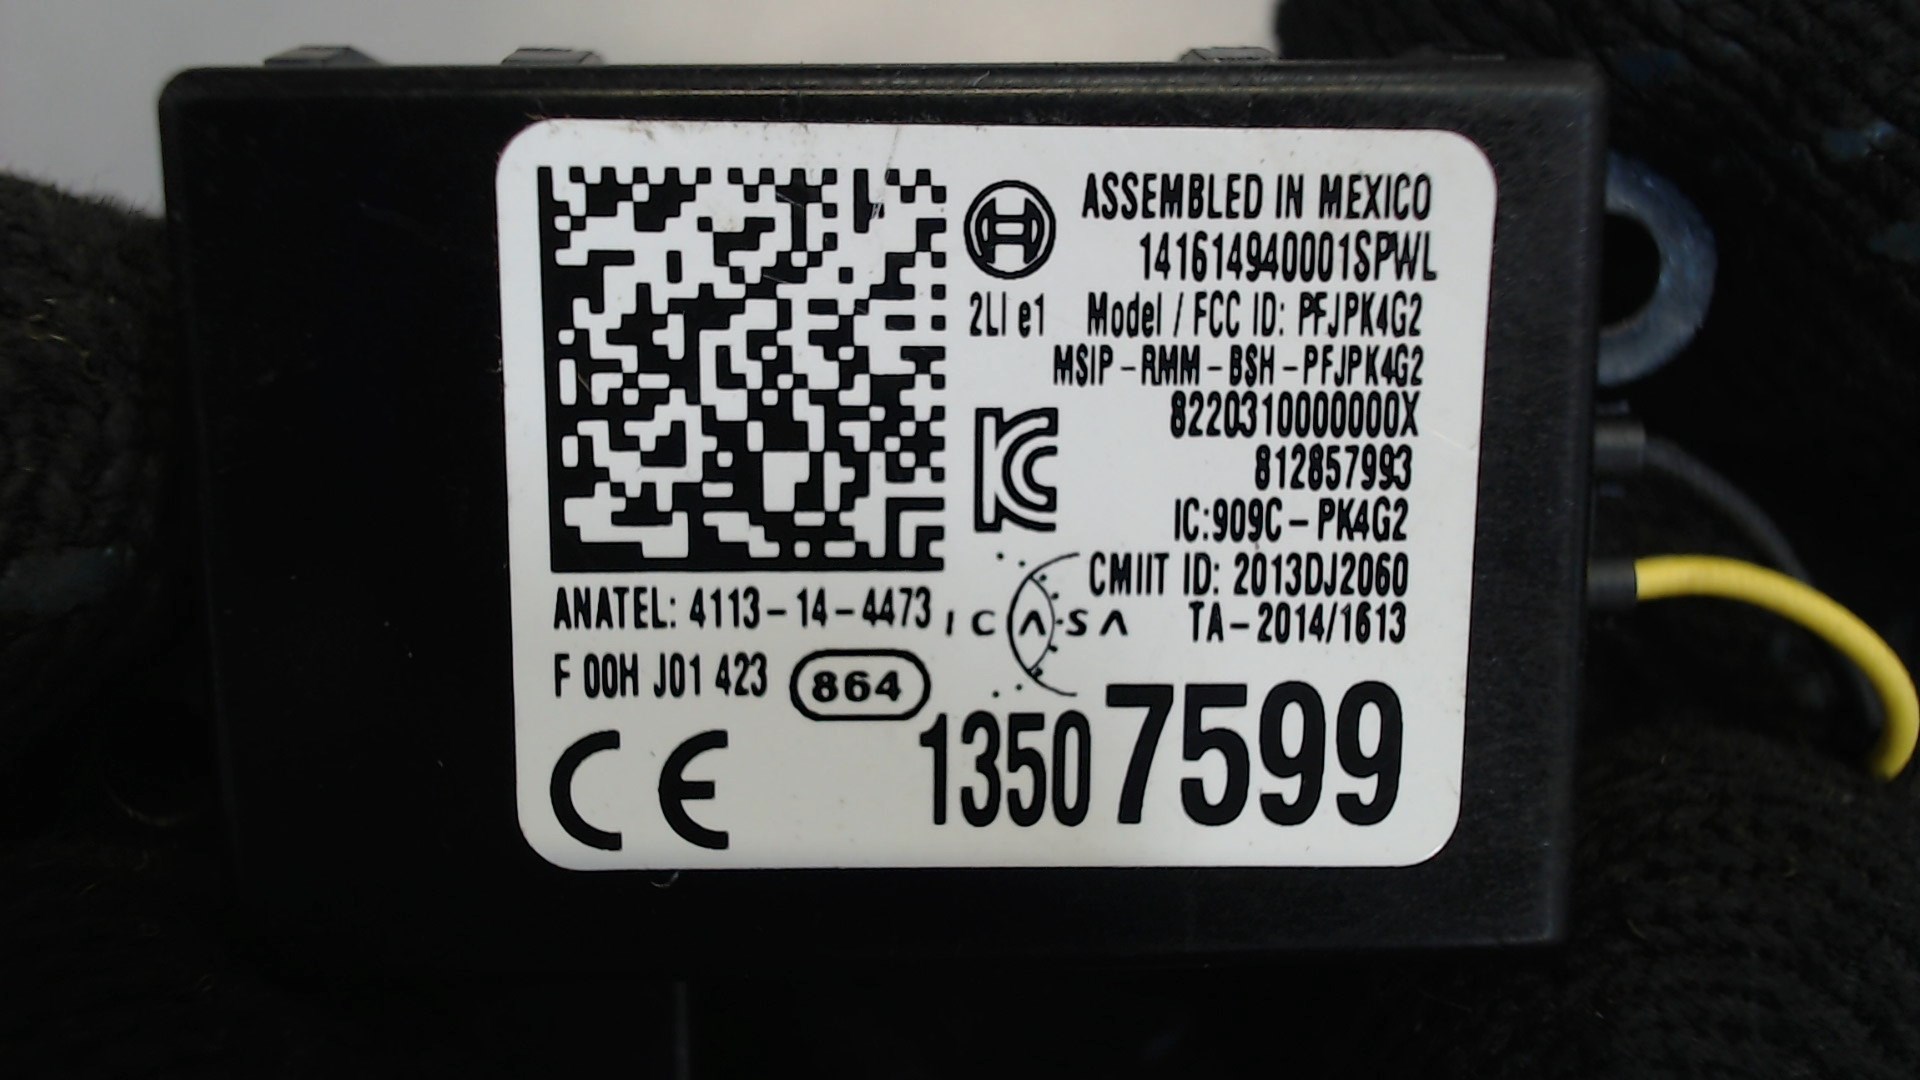 ASSEMBLED IN MEXICO
141614940001SPWL
2LI e1 Model / FCC ID: PFJPK4G2
MSIP-RMM-BSH-PFJPK4G2
8220310000000X
812857993
IC:909C-PK4G2
CMIIT ID: 2013DJ2060
ANATEL: 4113-14-4473
ICASA
TA-2014/1613
F 00H J01 423
864
13507599
CE